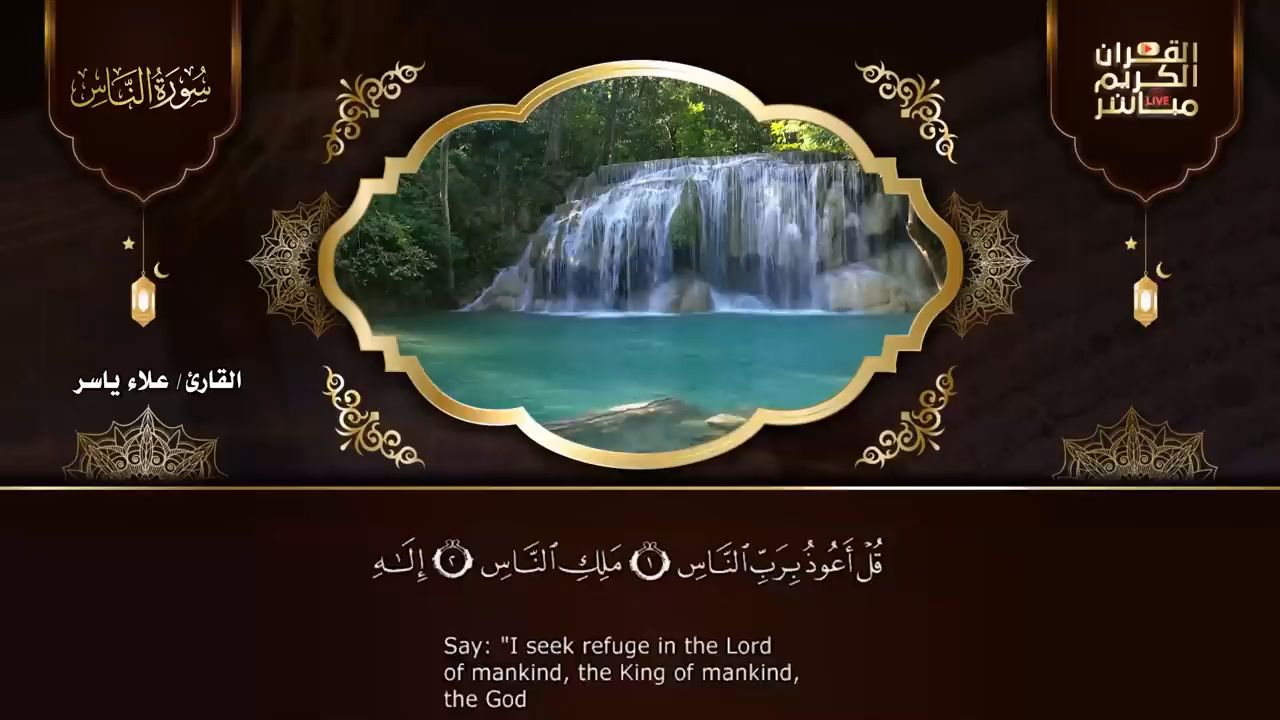 سُورَةُ النَّاسِ
القرآن
الكريم
مباشر
LIVE
القارئ/ علاء ياسر
قُلْ أَعُوذُ بِرَبِّ ٱلنَّاسِ ١ مَلِكِ ٱلنَّاسِ ٢ إِلَـٰهِ
Say: "I seek refuge in the Lord
of mankind, the King of mankind,
the God